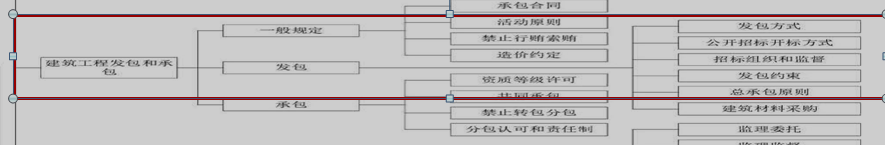 承包合同
活动原则
禁止行贿索贿
造价约定
一般规定
建筑工程发包和承
包
发包
承包
资质等级许可
共同承包
禁止转包分包
分包认可和责任制
发包方式
公开招标开标方式
招标组织和监督
发包约束
总承包原则
建筑材料采购
监理委托